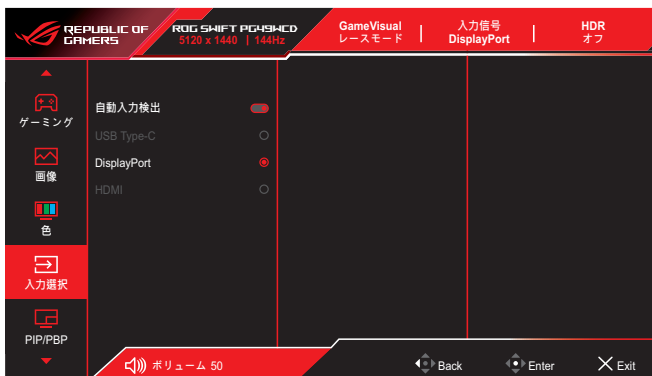 REPUBLIC OF
GAMERS
ROG SWIFT PG49WCD
5120 x 1440 | 144Hz
GameVisual
レースモード
入力信号
DisplayPort
HDR
オフ
ゲーミング
画像
色
入力選択
PIP/PBP
自動入力検出
USB Type-C
DisplayPort
HDMI
ボリューム 50
Back
Enter
Exit